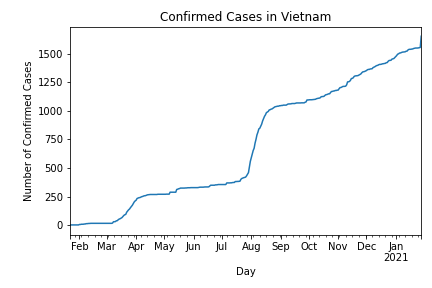 Confirmed Cases in Vietnam
Number of Confirmed Cases
1500
1250
1000
750
500
250
0
Feb Mar Apr May Jun Jul Aug Sep Oct Nov Dec Jan
2021
Day